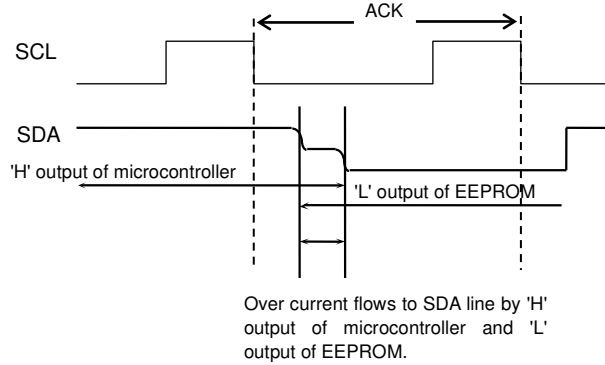 ACK
SCL
SDA
'H' output of microcontroller
'L' output of EEPROM
Over current flows to SDA line by 'H'
output of microcontroller and 'L'
output of EEPROM.